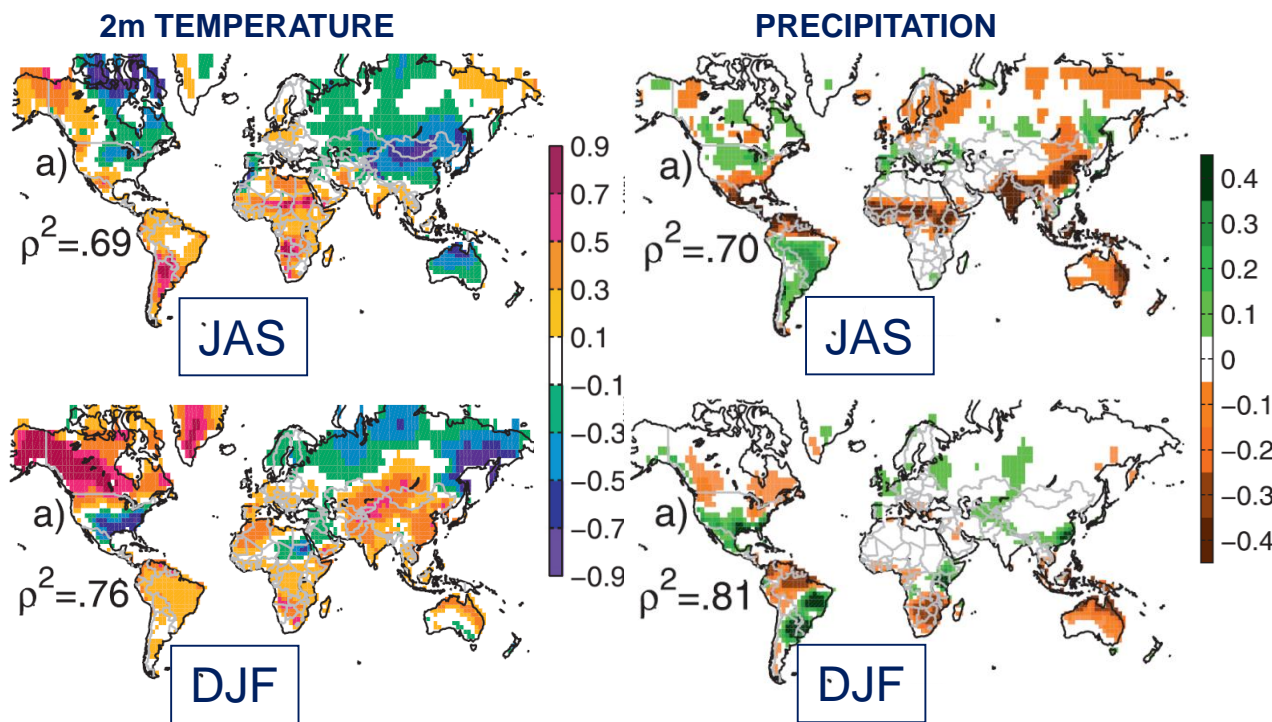 2m TEMPERATURE
PRECIPITATION
a)
ρ²=.69
JAS
a)
ρ²=.70
JAS
0.9
0.7
0.5
0.3
0.1
−0.1
−0.3
−0.5
−0.7
−0.9
0.4
0.3
0.2
0.1
0
−0.1
−0.2
−0.3
−0.4
a)
ρ²=.76
DJF
a)
ρ²=.81
DJF